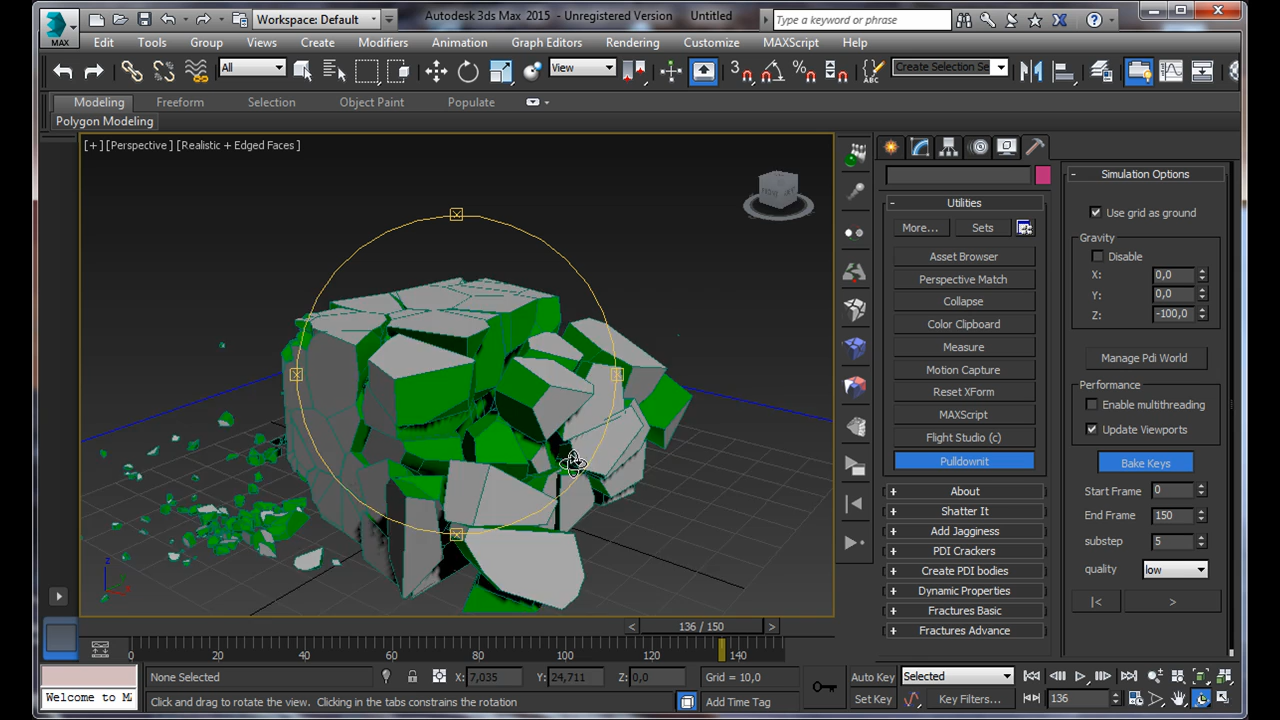 Workspace: Default
Autodesk 3ds Max 2015 - Unregistered Version
Untitled
Type a keyword or phrase
MAX
Edit
Tools
Group
Views
Create
Modifiers
Animation
Graph Editors
Rendering
Customize
MAXScript
Help
All
View
Create Selection Se
Modeling
Freeform
Selection
Object Paint
Populate
Polygon Modeling
[+] [Perspective] [Realistic + Edged Faces ]
Utilities
More...
Sets
Asset Browser
Perspective Match
Collapse
Color Clipboard
Measure
Motion Capture
Reset XForm
MAXScript
Flight Studio (c)
Pulldownit
+ About
+ Shatter It
+ Add Jagginess
+ PDI Crackers
+ Create PDI bodies
+ Dynamic Properties
+ Fractures Basic
+ Fractures Advance
- Simulation Options
Use grid as ground
Gravity
Disable
X: 0,0
Y: 0,0
Z: -100,0
Manage Pdi World
Performance
Enable multithreading
Update Viewports
Bake Keys
Start Frame 0
End Frame 150
substep 5
quality low
|< >
< 136 / 150 >
0 20 40 60 80 100 120 140
None Selected
X: 7,035
Y: 24,711
Z: 0,0
Grid = 10,0
Auto Key
Selected
Welcome to MA
Click and drag to rotate the view. Clicking in the tabs constrains the rotation
Add Time Tag
Set Key
Key Filters...
136